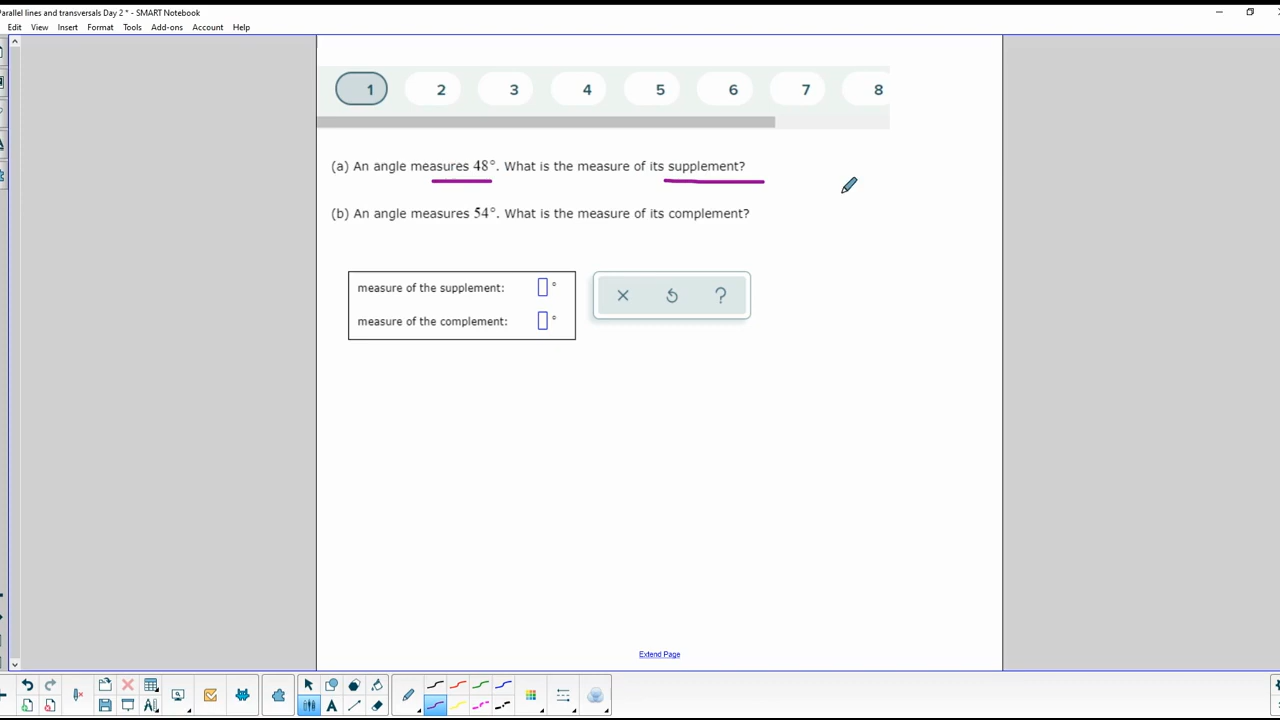 Parallel lines and transversals Day 2 * - SMART Notebook
Edit View Insert Format Tools Add-ons Account Help
1 2 3 4 5 6 7 8
(a) An angle measures 48°. What is the measure of its supplement?
(b) An angle measures 54°. What is the measure of its complement?
measure of the supplement: °
measure of the complement: °
?
Extend Page